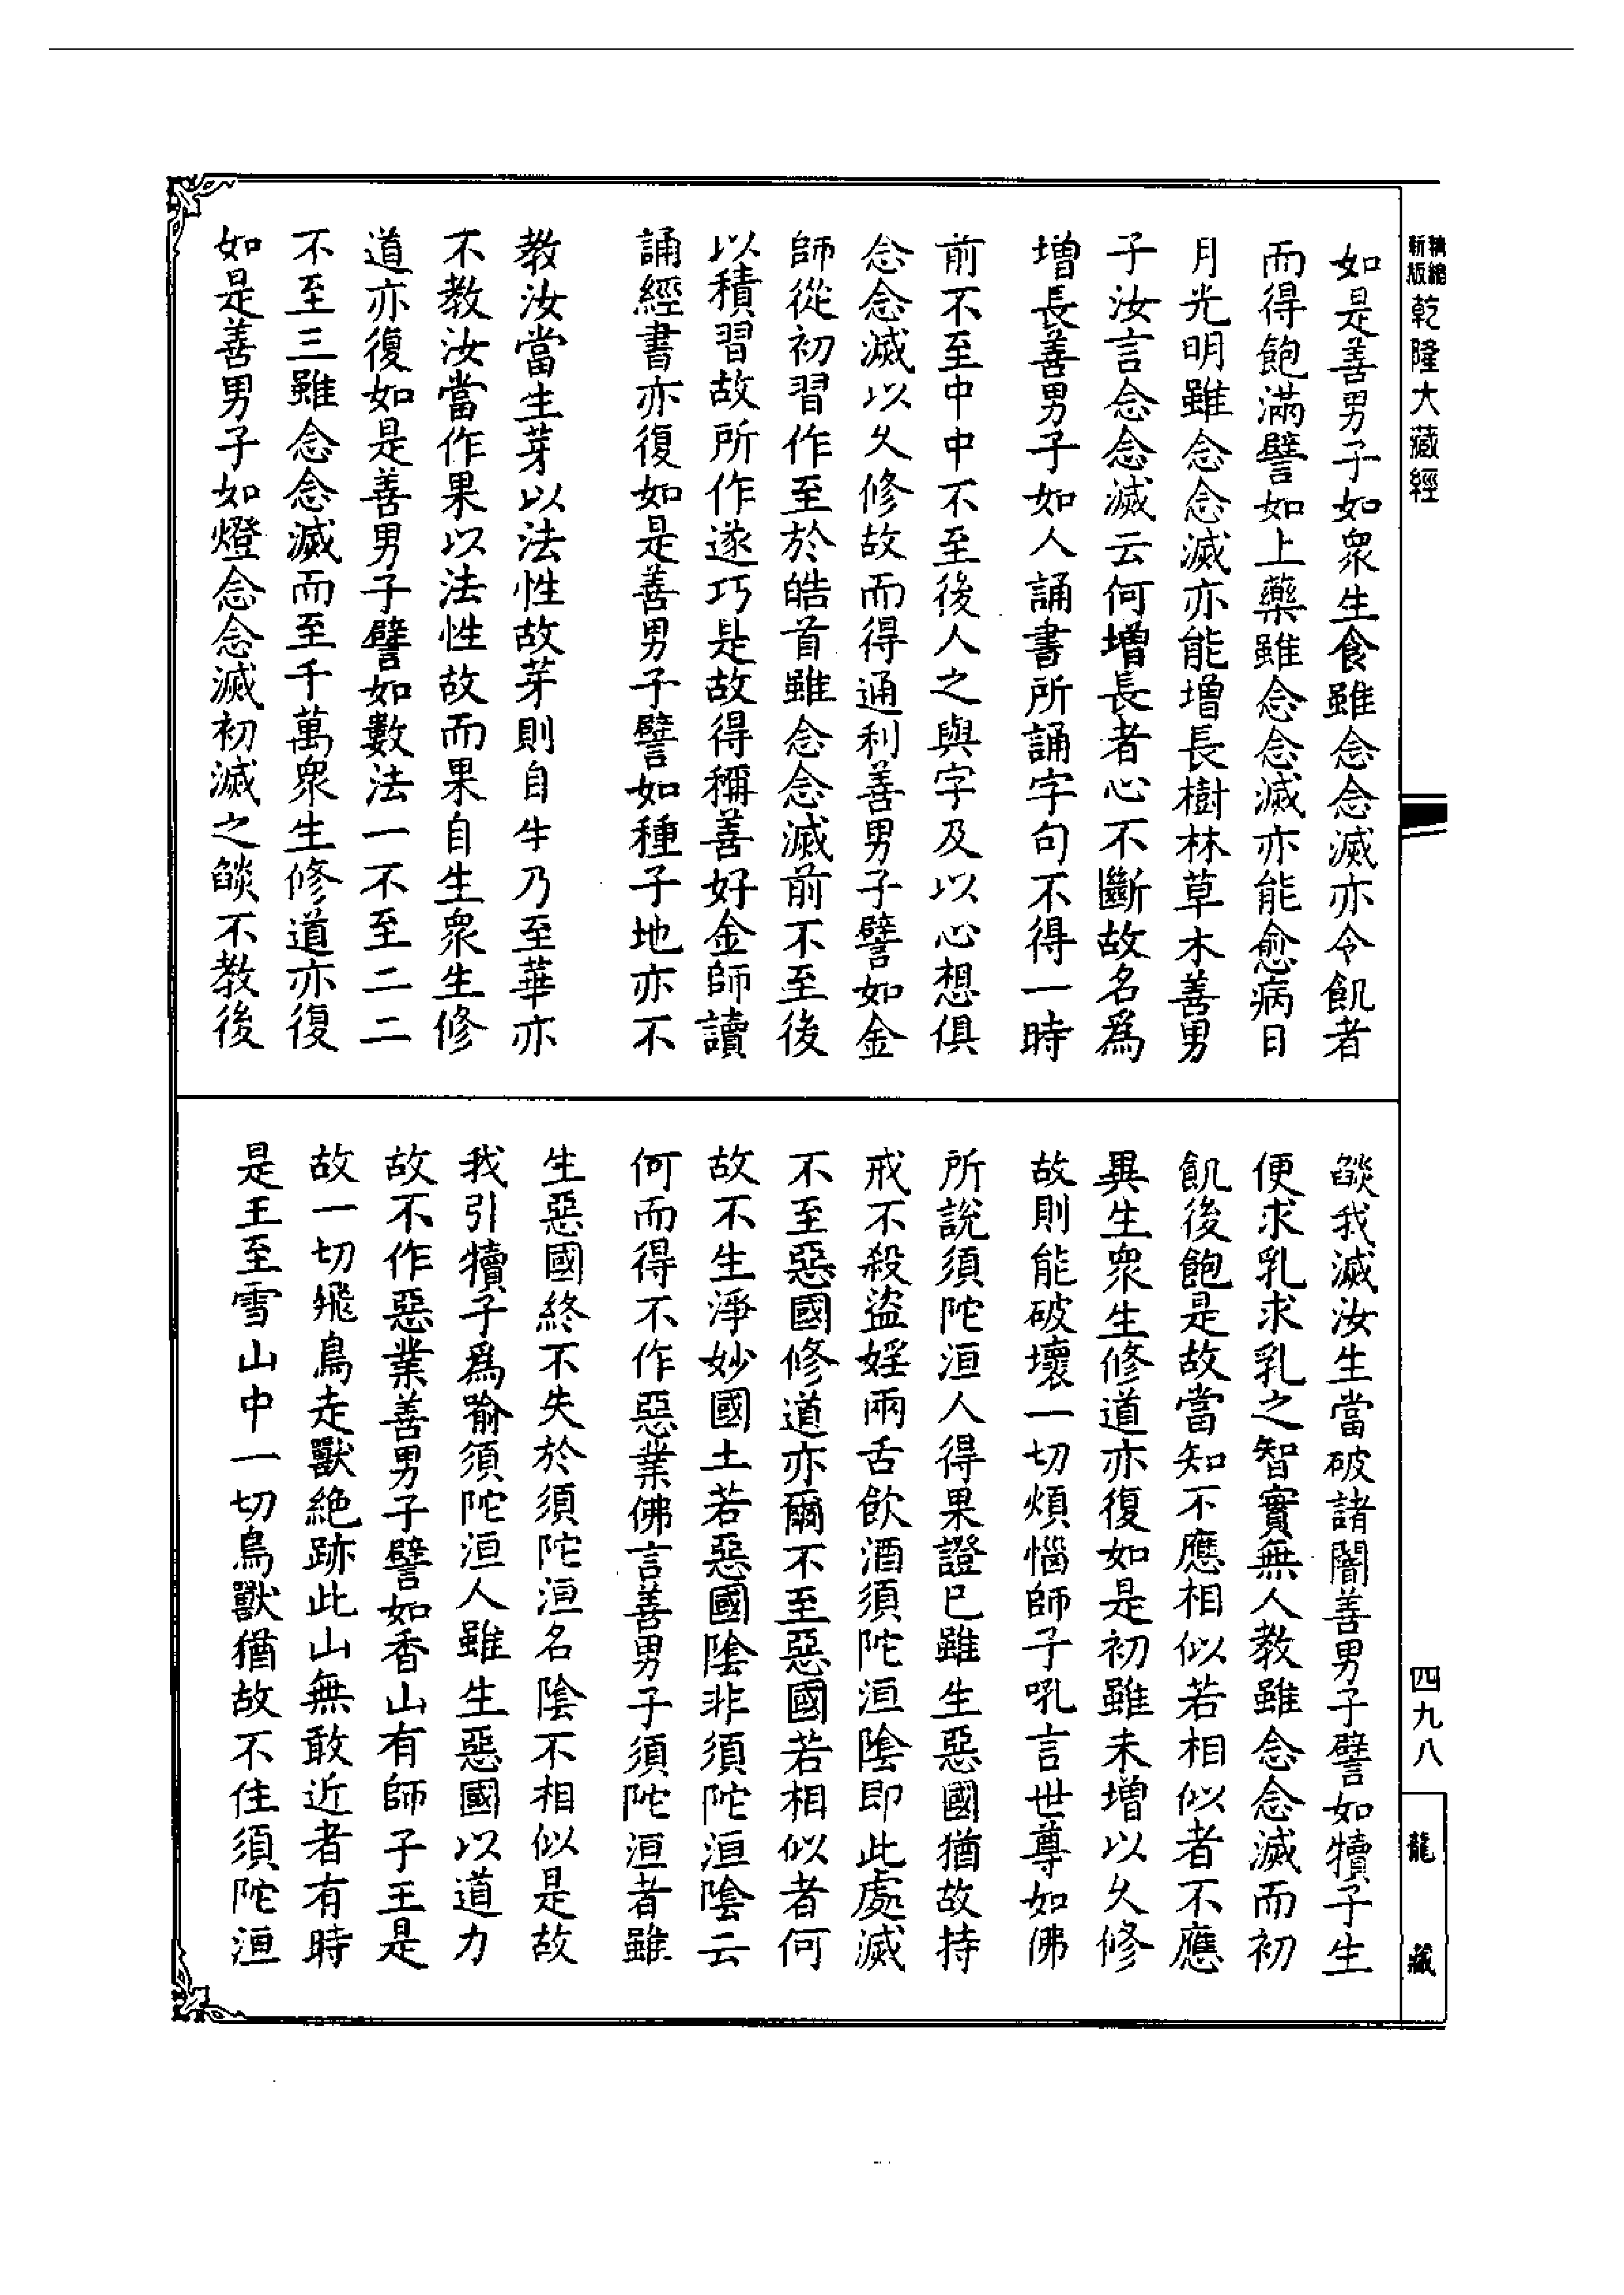 精縮新版乾隆大藏經
如是善男子如眾生食雖念念滅亦令飢者
而得飽滿譬如上藥雖念念滅亦能愈病日
月光明雖念念滅亦能增長樹林草木善男
子汝言念念滅云何增長者心不斷故名爲
增長善男子如人誦書所誦字句不得一時
前不至中中不至後人之與字及以心想俱
念念滅以久修故而得通利善男子譬如金
師從初習作至於皓首雖念念滅前不至後
以積習故所作遂巧是故得稱善好金師讀
誦經書亦復如是善男子譬如種子地亦不
教汝當生芽以法性故芽則自生乃至華亦
不教汝當作果以法性故而果自生眾生修
道亦復如是善男子譬如數法一不至二二
不至三雖念念滅而至千萬眾生修道亦復
如是善男子如燈念念滅初滅之燄不教後
燄我滅汝生當破諸闇善男子譬如犢子生
便求乳求乳之智實無人教雖念念滅而初
飢後飽是故當知不應相似若相似者不應
異生眾生修道亦復如是初雖未增以久修
故則能破壞一切煩惱師子吼言世尊如佛
所說須陀洹人得果證已雖生惡國猶故持
戒不殺盜婬兩舌飲酒須陀洹陰即此處滅
不至惡國修道亦爾不至惡國若相似者何
故不生淨妙國土若惡國陰非須陀洹陰云
何而得不作惡業佛言善男子須陀洹者雖
生惡國終不失於須陀洹名陰不相似是故
我引犢子爲喻須陀洹人雖生惡國以道力
故不作惡業善男子譬如香山有師子王是
故一切飛鳥走獸絕跡此山無敢近者有時
是王至雪山中一切鳥獸猶故不住須陀洹
四九八
龍藏